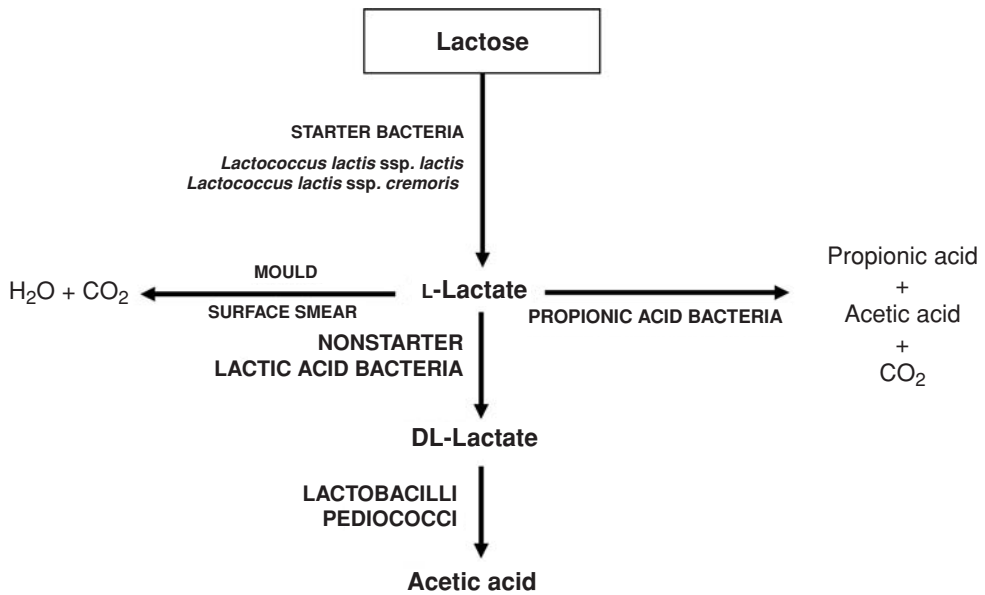 Lactose
STARTER BACTERIA
Lactococcus lactis ssp. lactis
Lactococcus lactis ssp. cremoris
MOULD
H₂O + CO₂
SURFACE SMEAR
L-Lactate
PROPIONIC ACID BACTERIA
Propionic acid
+
Acetic acid
+
CO₂
NONSTARTER
LACTIC ACID BACTERIA
DL-Lactate
LACTOBACILLI
PEDIOCOCCI
Acetic acid